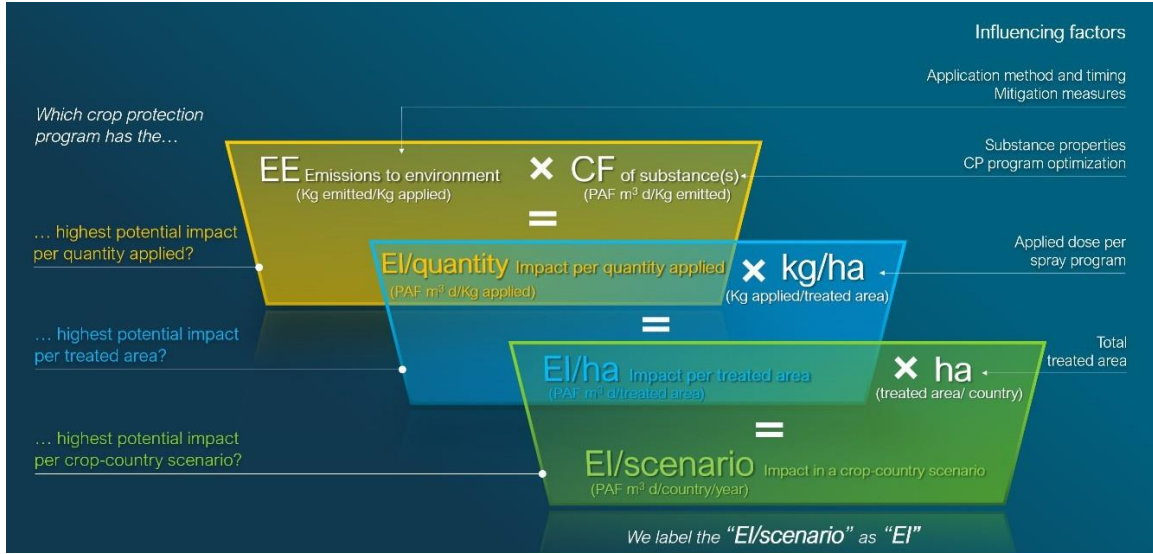 Influencing factors
Application method and timing
Mitigation measures
Which crop protection
program has the…
Substance properties
CP program optimization
EE Emissions to environment × CF of substance(s)
(Kg emitted/Kg applied) (PAF m³ d/Kg emitted)
=
… highest potential impact
per quantity applied?
Applied dose per
spray program
EI/quantity Impact per quantity applied × kg/ha
(PAF m³ d/Kg applied) (Kg applied/treated area)
=
… highest potential impact
per treated area?
Total
treated area
EI/ha Impact per treated area × ha
(PAF m³ d/treated area) (treated area/ country)
=
… highest potential impact
per crop-country scenario?
EI/scenario Impact in a crop-country scenario
(PAF m³ d/country/year)
We label the “EI/scenario” as “EI”